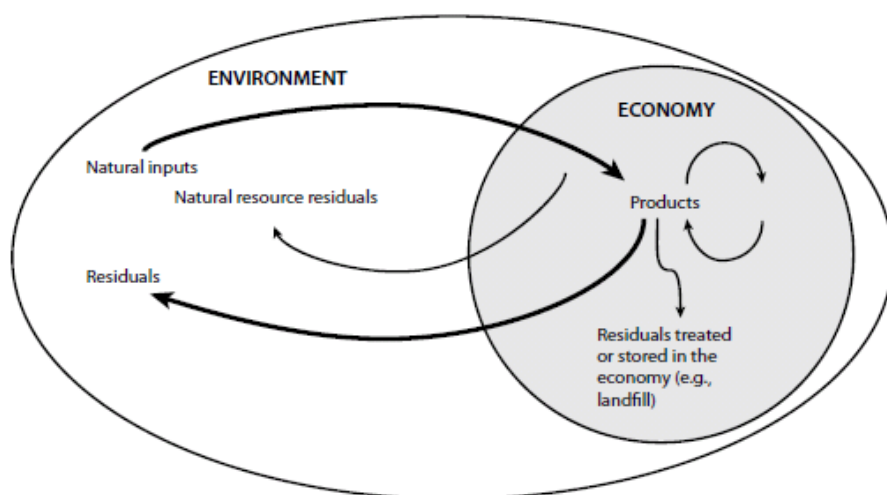 ENVIRONMENT
ECONOMY
Natural inputs
Natural resource residuals
Products
Residuals
Residuals treated
or stored in the
economy (e.g.,
landfill)